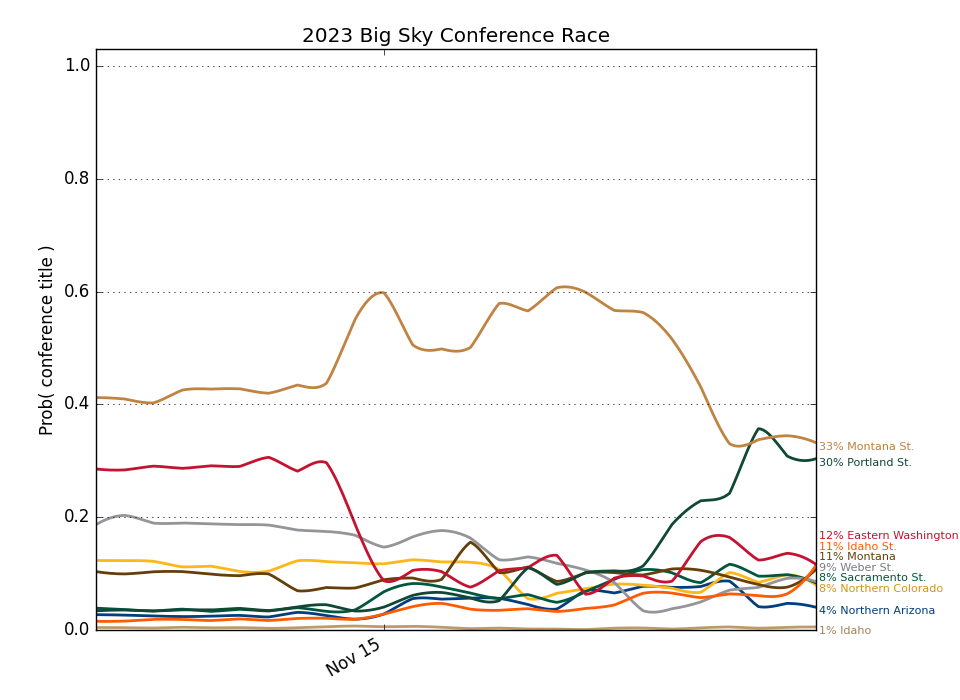 2023 Big Sky Conference Race
1.0
0.8
0.6
0.4
0.2
0.0
Prob( conference title )
Nov 15
33% Montana St.
30% Portland St.
12% Eastern Washington
11% Idaho St.
11% Montana
9% Weber St.
8% Sacramento St.
8% Northern Colorado
4% Northern Arizona
1% Idaho